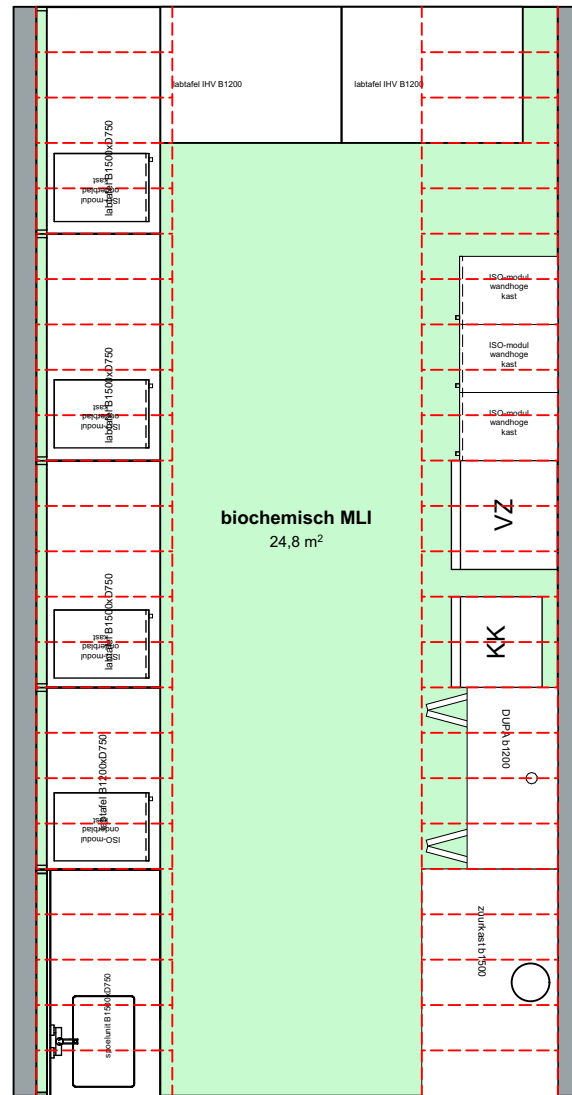 labtafel IHV B1200
labtafel IHV B1200
labtafel B1500xD750
ISO-modul
onderblad
kast
ISO-modul
wandhoge
kast
ISO-modul
wandhoge
kast
ISO-modul
wandhoge
kast
labtafel B1500xD750
ISO-modul
onderblad
kast
VZ
biochemisch MLI
24,8 m²
labtafel B1500xD750
ISO-modul
onderblad
kast
KK
labtafel B1200xD750
ISO-modul
onderblad
kast
DUPA b1200
zuurkast b 1500
spoelunit B1500xD750